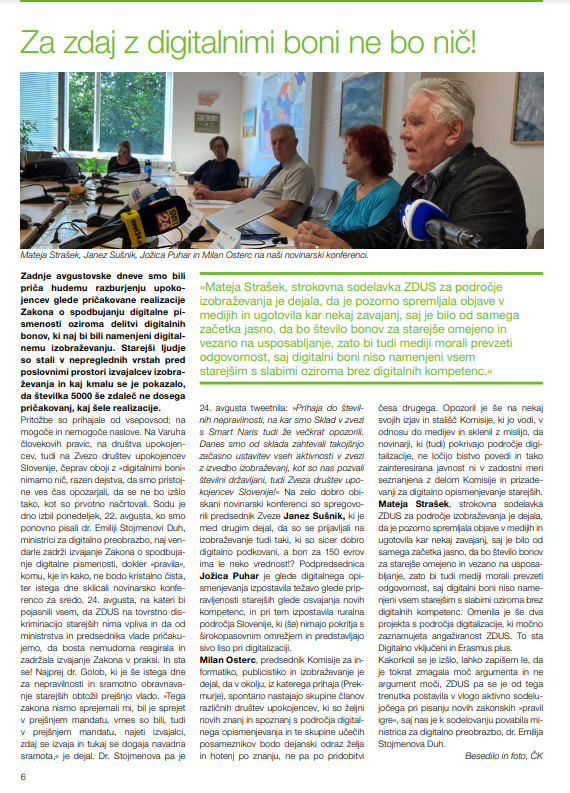 Za zdaj z digitalnimi boni ne bo nič!
Mateja Strašek, Janez Sušnik, Jožica Puhar in Milan Osterc na naši novinarski konferenci.
Zadnje avgustovske dneve smo bili
priča hudemu razburjenju upoko-
jencev glede pričakovane realizacije
Zakona o spodbujanju digitalne pi-
smenosti oziroma delitvi digitalnih
bonov, ki naj bi bili namenjeni digital-
nemu izobraževanju. Starejši ljudje
so stali v nepreglednih vrstah pred
poslovnimi prostori izvajalcev izobra-
ževanja in kaj kmalu se je pokazalo,
da številka 5000 še zdaleč ne dosega
pričakovanj, kaj šele realizacije.
Pritožbe so prihajale od vsepovsod; na
mogoče in nemogoče naslove. Na Varuha
človekovih pravic, na društva upokojen-
cev, tudi na Zvezo društev upokojencev
Slovenije, čeprav oboji z »digitalnimi boni«
nimamo nič, razen dejstva, da smo pristoj-
ne ves čas opozarjali, da se ne bo izšlo
tako, kot so prvotno načrtovali. Sodu je
dno izbil ponedeljek, 22. avgusta, ko smo
ponovno pisali dr. Emiliji Stojmenovi Duh,
ministrici za digitalno preobrazbo, naj ven-
darle zadrži izvajanje Zakona o spodbuja-
nju digitalne pismenosti, dokler »pravila«,
komu, kje in kako, ne bodo kristalno čista,
ter istega dne sklicali novinarsko konfe-
renco za sredo, 24. avgusta, na kateri bi
pojasnili vsem, da ZDUS na tovrstno di-
skriminacijo starejših nima vpliva in da od
ministrstva in predsednika vlade pričaku-
jemo, da bosta nemudoma reagirala in
zadržala izvajanje Zakona v praksi. In sta
se! Najprej dr. Golob, ki je še istega dne
za nepravilnosti in sramotno obravnava-
nje starejših obtožil prejšnjo vlado. »Tega
zakona nismo sprejemali mi, bil je sprejet
v prejšnjem mandatu, vmes so bili, tudi
v prejšnjem mandatu, najeti izvajalci,
zdaj se izvaja in tukaj se dogaja navadna
sramota,« je dejal. Dr. Stojmenova pa je
»Mateja Strašek, strokovna sodelavka ZDUS za področje
izobraževanja je dejala, da je pozorno spremljala objave v
medijih in ugotovila kar nekaj zavajanj, saj je bilo od samega
začetka jasno, da bo število bonov za starejše omejeno in
vezano na usposabljanje, zato bi tudi mediji morali prevzeti
odgovornost, saj digitalni boni niso namenjeni vsem
starejšim s slabimi oziroma brez digitalnih kompetenc.«
24. avgusta tweetnila: »Prihaja do števil-
nih nepravilnosti, na kar smo Sklad v zvezi
s Smart Naris tudi že večkrat opozorili.
Danes smo od sklada zahtevali takojšnjo
začasno ustavitev vseh aktivnosti v zvezi
z izvedbo izobraževanj, kot so nas pozvali
številni državljani, tudi Zveza društev upo-
kojencev Slovenije!« Na zelo dobro obi-
skani novinarski konferenci so spregovo-
rili predsednik Zveze Janez Sušnik, ki je
med drugim dejal, da so se prijavljali na
izobraževanje tudi taki, ki so sicer dobro
digitalno podkovani, a bon za 150 evrov
ima le neko vrednost!? Podpredsednica
Jožica Puhar je glede digitalnega opi-
smenjevanja izpostavila težavo glede prip-
ravljenosti starejših glede osvajanja novih
kompetenc, in pri tem izpostavila ruralna
področja Slovenije, ki (še) nimajo pokritja s
širokopasovnim omrežjem in predstavljajo
sivo liso pri digitalizaciji.
Milan Osterc, predsednik Komisije za in-
formatiko, publicistiko in izobraževanje je
dejal, da v okolju, iz katerega prihaja (Prek-
murje), spontano nastajajo skupine članov
različnih društev upokojencev, ki so željni
novih znanj in spoznanj s področja digital-
nega opismenjevanja in te skupine učečih
posameznikov bodo dejanski odraz želja
in hotenj po znanju, ne pa po pridobitvi
česa drugega. Opozoril je še na nekaj
svojih izjav in stališč Komisije, ki jo vodi, v
odnosu do medijev in sklenil z mislijo, da
novinarji, ki (tudi) pokrivajo področje digi-
talizacije, ne ločijo bistvo povedi in tako
zainteresirana javnost ni v zadostni meri
seznanjena z delom Komisije in prizade-
vanji za digitalno opismenjevanje starejših.
Mateja Strašek, strokovna sodelavka
ZDUS za področje izobraževanja je dejala,
da je pozorno spremljala objave v medijih in
ugotovila kar nekaj zavajanj, saj je bilo od
samega začetka jasno, da bo število bonov
za starejše omejeno in vezano na usposa-
bljanje, zato bi tudi mediji morali prevzeti
odgovornost, saj digitalni boni niso name-
njeni vsem starejšim s slabimi oziroma brez
digitalnih kompetenc. Omenila je še dva
projekta s področja digitalizacije, ki močno
zaznamujeta angažiranost ZDUS. To sta
Digitalno vključeni in Erasmus plus.
Kakorkoli se je izšlo, lahko zapišem le, da
je tokrat zmagala moč argumenta in ne
argument moči, ZDUS pa se je od tega
trenutka postavila v vlogo aktivno sodelu-
jočega pri pisanju novih zakonskih »pravil
igre«, saj nas je k sodelovanju povabila mi-
nistrica za digitalno preobrazbo, dr. Emilija
Stojmenova Duh.
Besedilo in foto, ČK
6